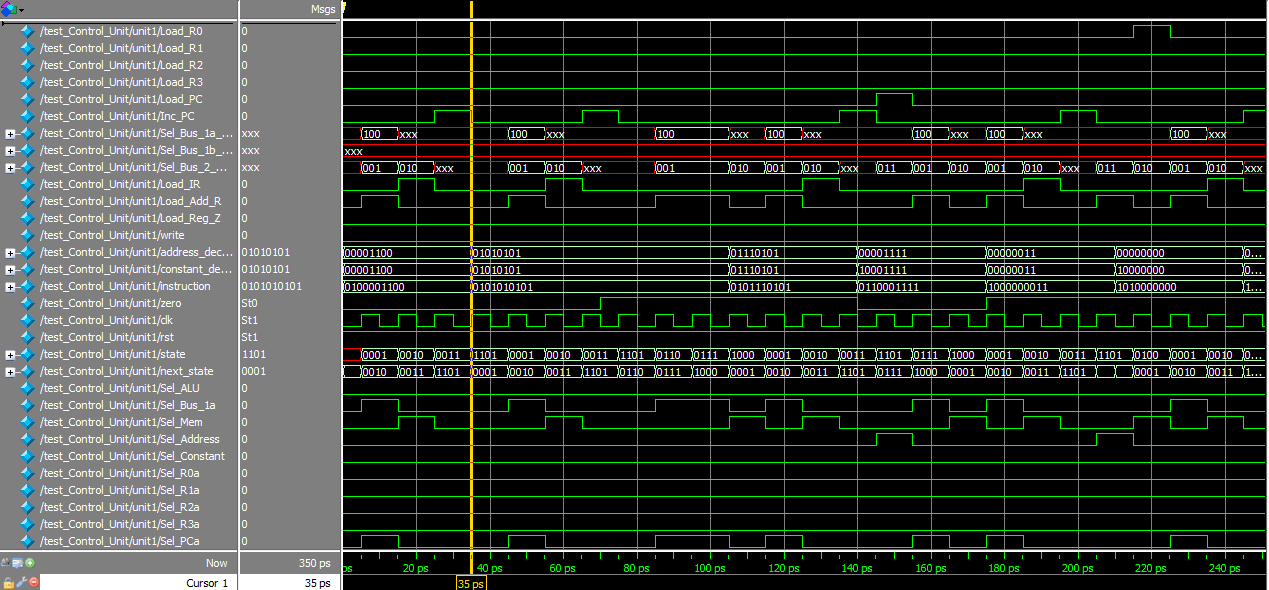 Msgs
/test_Control_Unit/unit1/Load_R0 0
/test_Control_Unit/unit1/Load_R1 0
/test_Control_Unit/unit1/Load_R2 0
/test_Control_Unit/unit1/Load_R3 0
/test_Control_Unit/unit1/Load_PC 0
/test_Control_Unit/unit1/Inc_PC 0
/test_Control_Unit/unit1/Sel_Bus_1a_... xxx 100 xxx 100 xxx 100 xxx 100 xxx 100 xxx 100 xxx 100 xxx
/test_Control_Unit/unit1/Sel_Bus_1b_... xxx xxx
/test_Control_Unit/unit1/Sel_Bus_2_... xxx 001 010 xxx 001 010 xxx 001 010 001 010 xxx 011 001 010 001 010 xxx 011 010 001 010 xxx
/test_Control_Unit/unit1/Load_IR 0
/test_Control_Unit/unit1/Load_Add_R 0
/test_Control_Unit/unit1/Load_Reg_Z 0
/test_Control_Unit/unit1/write 0
/test_Control_Unit/unit1/address_dec... 01010101 00001100 01010101 01110101 00001111 00000011 00000000 0...
/test_Control_Unit/unit1/constant_de... 01010101 00001100 01010101 01110101 10001111 00000011 10000000 0...
/test_Control_Unit/unit1/instruction 0101010101 0100001100 0101010101 0101110101 0110001111 1000000011 1010000000 1...
/test_Control_Unit/unit1/zero St0
/test_Control_Unit/unit1/clk St1
/test_Control_Unit/unit1/rst St1
/test_Control_Unit/unit1/state 1101 0001 0010 0011 1101 0001 0010 0011 1101 0110 0111 1000 0001 0010 0011 1101 0111 1000 0001 0010 0011 1101 0100 0001 0010 0...
/test_Control_Unit/unit1/next_state 0001 0010 0011 1101 0001 0010 0011 1101 0110 0111 1000 0001 0010 0011 1101 0111 1000 0001 0010 0011 1101 0001 0010 0011 1...
/test_Control_Unit/unit1/Sel_ALU 0
/test_Control_Unit/unit1/Sel_Bus_1a 0
/test_Control_Unit/unit1/Sel_Mem 0
/test_Control_Unit/unit1/Sel_Address 0
/test_Control_Unit/unit1/Sel_Constant 0
/test_Control_Unit/unit1/Sel_R0a 0
/test_Control_Unit/unit1/Sel_R1a 0
/test_Control_Unit/unit1/Sel_R2a 0
/test_Control_Unit/unit1/Sel_R3a 0
/test_Control_Unit/unit1/Sel_PCa 0
Now 350 ps ps 20 ps 40 ps 60 ps 80 ps 100 ps 120 ps 140 ps 160 ps 180 ps 200 ps 220 ps 240 ps
Cursor 1 35 ps 35 ps